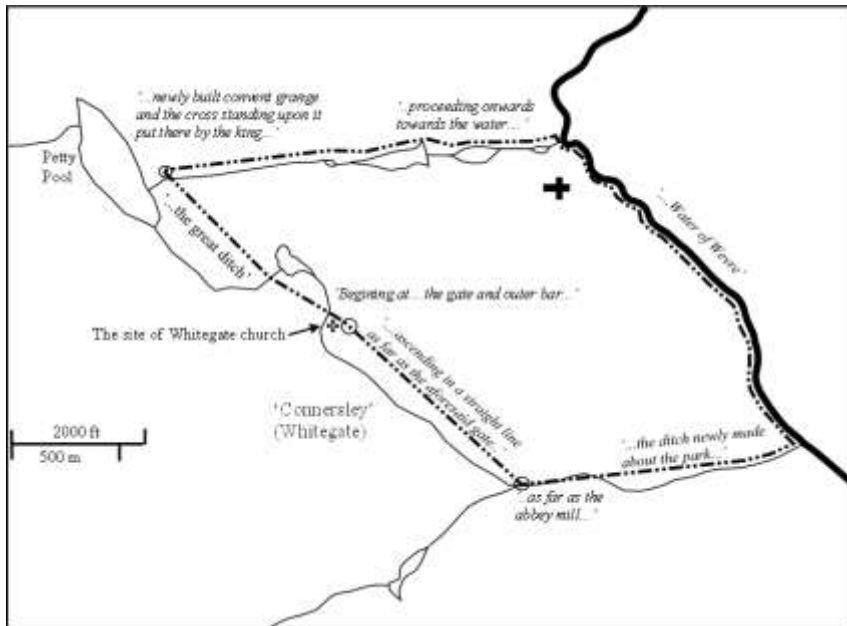 '...newly built convent grange
and the cross standing upon it
put there by the king...'
'..proceeding onwards
towards the water...'
Petty
Pool
'...the great ditch'
'...Water of Wevre'
'Begining at... the gate and outer bar...'
The site of Whitegate church
'...ascending in a straight line
as far as the aforesaid gate...'
'Connersley'
(Whitegate)
2000 ft
500 m
'...the ditch newly made
about the park...'
'..as far as the
abbey mill...'